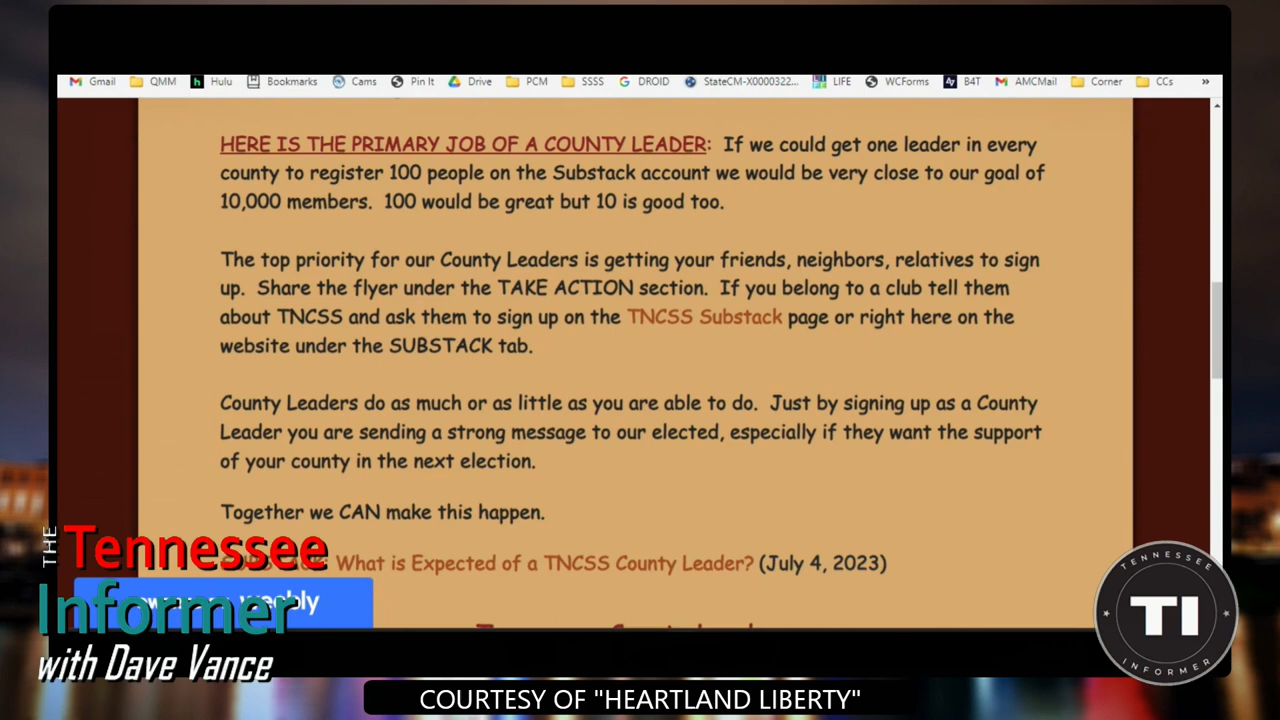 Gmail QMM Hulu Bookmarks Cams Pin It Drive PCM SSSS DROID StateCM-X0000322... LIFE WCForms B4T AMCMail Corner CCs »
HERE IS THE PRIMARY JOB OF A COUNTY LEADER: If we could get one leader in every
county to register 100 people on the Substack account we would be very close to our goal of
10,000 members. 100 would be great but 10 is good too.
The top priority for our County Leaders is getting your friends, neighbors, relatives to sign
up. Share the flyer under the TAKE ACTION section. If you belong to a club tell them
about TNCSS and ask them to sign up on the TNCSS Substack page or right here on the
website under the SUBSTACK tab.
County Leaders do as much or as little as you are able to do. Just by signing up as a County
Leader you are sending a strong message to our elected, especially if they want the support
of your county in the next election.
Together we CAN make this happen.
What is Expected of a TNCSS County Leader? (July 4, 2023)
weebly
THE Tennessee
Informer
with Dave Vance
TENNESSEE
TI
INFORMER
COURTESY OF "HEARTLAND LIBERTY"